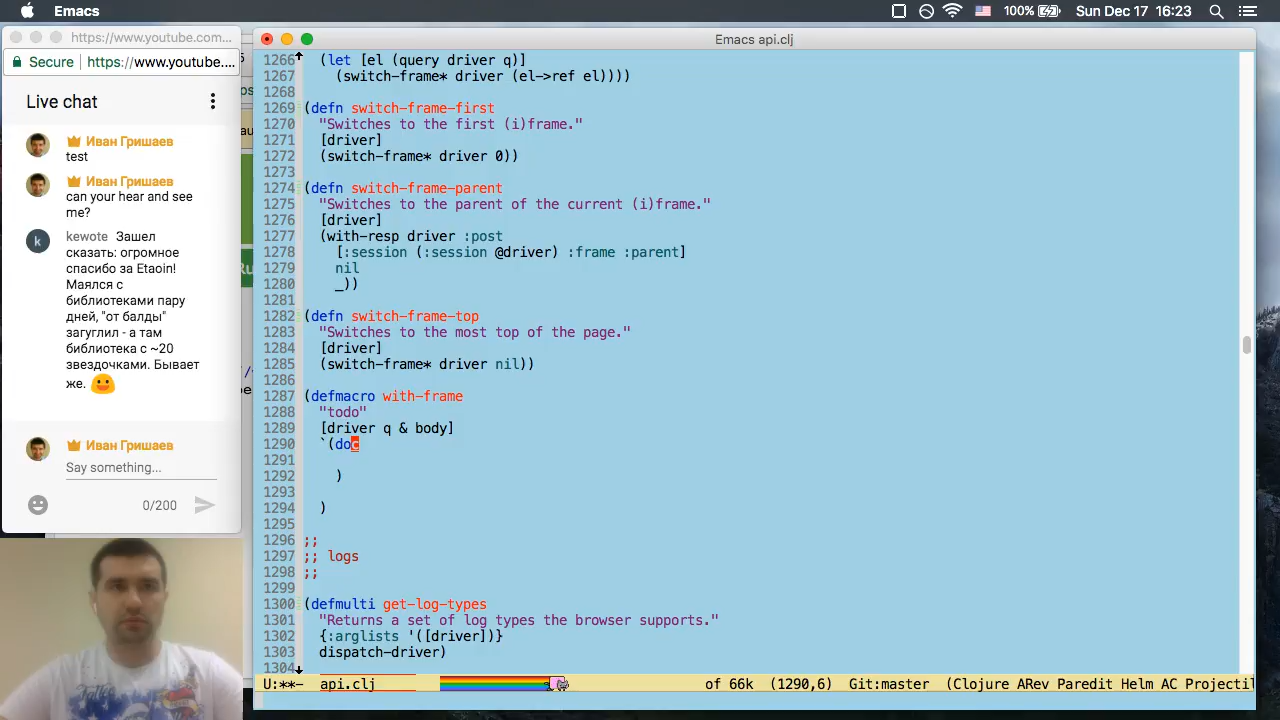 Emacs
100%
Sun Dec 17 16:23
https://www.youtube.com...
Secure https://www.youtube....
Live chat
Иван Гришаев
test
Иван Гришаев
can your hear and see
me?
kewote Зашел
сказать: огромное
спасибо за Etaoin!
Маялся с
библиотеками пару
дней, "от балды"
загуглил - а там
библиотека с ~20
звездочками. Бывает
же.
Иван Гришаев
Say something...
0/200
Emacs api.clj
1266 (let [el (query driver q)]
1267 (switch-frame* driver (el->ref el))))
1268
1269 (defn switch-frame-first
1270 "Switches to the first (i)frame."
1271 [driver]
1272 (switch-frame* driver 0))
1273
1274 (defn switch-frame-parent
1275 "Switches to the parent of the current (i)frame."
1276 [driver]
1277 (with-resp driver :post
1278 [:session (:session @driver) :frame :parent]
1279 nil
1280 _))
1281
1282 (defn switch-frame-top
1283 "Switches to the most top of the page."
1284 [driver]
1285 (switch-frame* driver nil))
1286
1287 (defmacro with-frame
1288 "todo"
1289 [driver q & body]
1290 `(doc
1291
1292 )
1293
1294 )
1295
1296 ;;
1297 ;; logs
1298 ;;
1299
1300 (defmulti get-log-types
1301 "Returns a set of log types the browser supports."
1302 {:arglists '([driver])}
1303 dispatch-driver)
1304
U:**- api.clj of 66k (1290,6) Git:master (Clojure ARev Paredit Helm AC Projectil